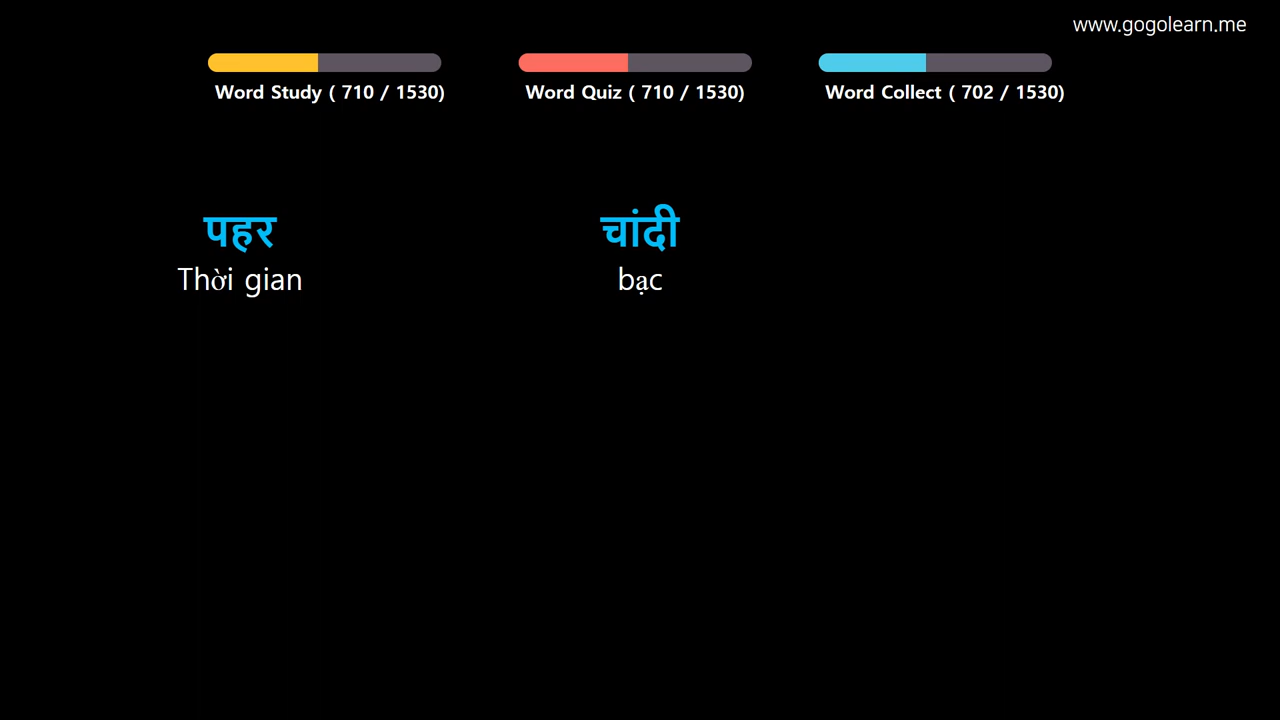 www.gogolearn.me
Word Study ( 710 / 1530)
Word Quiz ( 710 / 1530)
Word Collect ( 702 / 1530)
पहर
Thời gian
चांदी
bạc